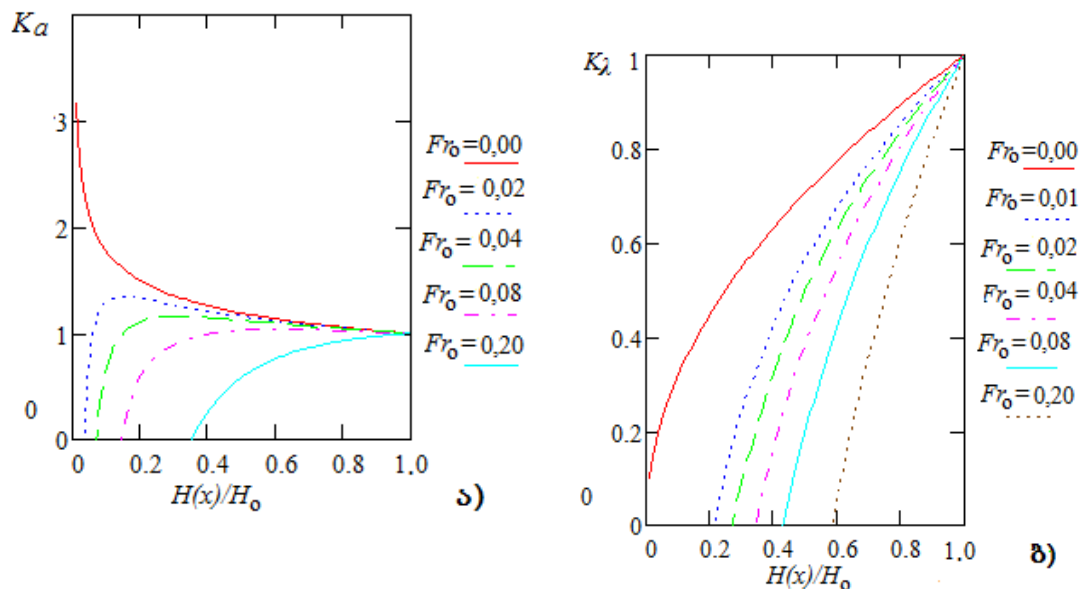 Ka
0 0.2 0.4 0.6 0.8 1.0
3
2
1
0
0
H(x)/Ho
Fro=0,00
Fro= 0,02
Fro= 0,04
Fro= 0,08
Fro= 0,20
ა)
Kλ
1
0.8
0.6
0.4
0.2
0
0
0 0.2 0.4 0.6 0.8 1.0
H(x)/Ho
Fro=0,00
Fro= 0,01
Fro= 0,02
Fro= 0,04
Fro= 0,08
Fro= 0,20
ბ)